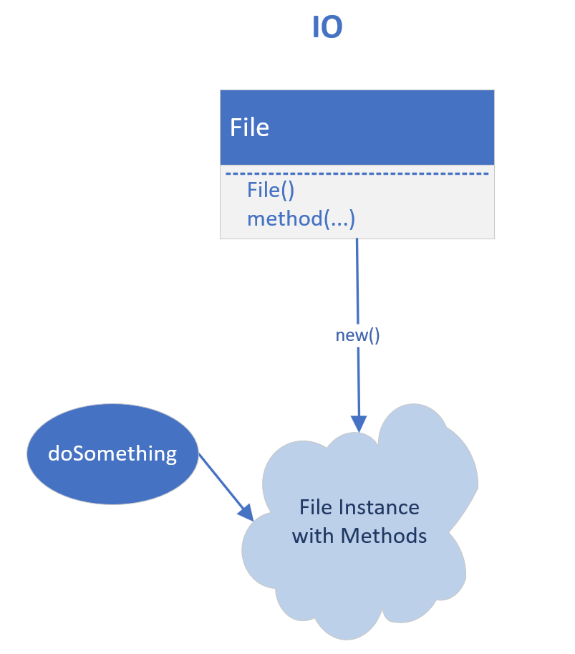 IO
File
File()
method(...)
new()
doSomething
File Instance
with Methods